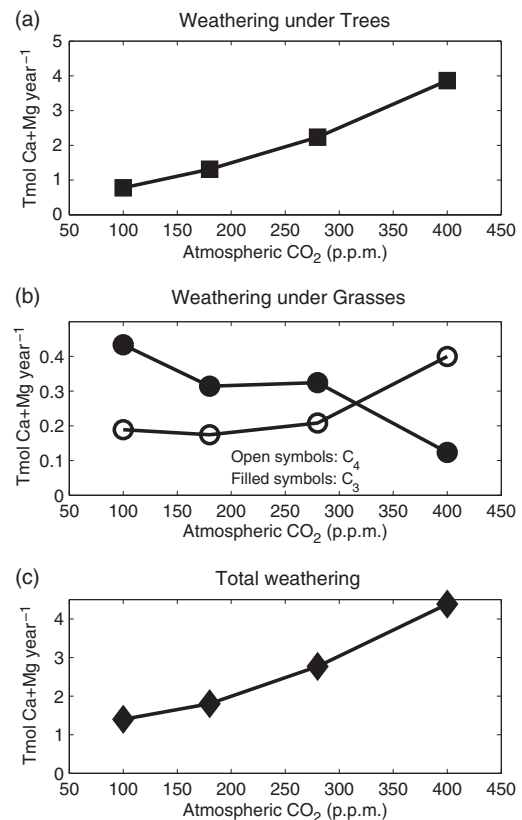 (a)
Weathering under Trees
Tmol Ca+Mg year⁻¹
5
4
3
2
1
0
50 100 150 200 250 300 350 400 450
Atmospheric CO₂ (p.p.m.)
(b)
Weathering under Grasses
Tmol Ca+Mg year⁻¹
0.4
0.3
0.2
0.1
0
Open symbols: C₄
Filled symbols: C₃
50 100 150 200 250 300 350 400 450
Atmospheric CO₂ (p.p.m.)
(c)
Total weathering
Tmol Ca+Mg year⁻¹
4
3
2
1
0
50 100 150 200 250 300 350 400 450
Atmospheric CO₂ (p.p.m.)